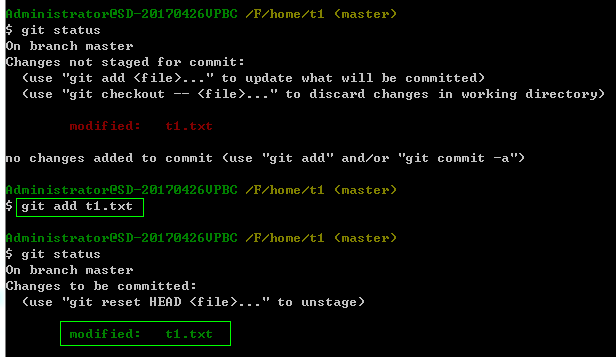 Administrator@SD-20170426VPBC /F/home/t1 (master)
$ git status
On branch master
Changes not staged for commit:
  (use "git add <file>..." to update what will be committed)
  (use "git checkout -- <file>..." to discard changes in working directory)
        modified:   t1.txt
no changes added to commit (use "git add" and/or "git commit -a")
Administrator@SD-20170426VPBC /F/home/t1 (master)
$ git add t1.txt
Administrator@SD-20170426VPBC /F/home/t1 (master)
$ git status
On branch master
Changes to be committed:
  (use "git reset HEAD <file>..." to unstage)
        modified:   t1.txt